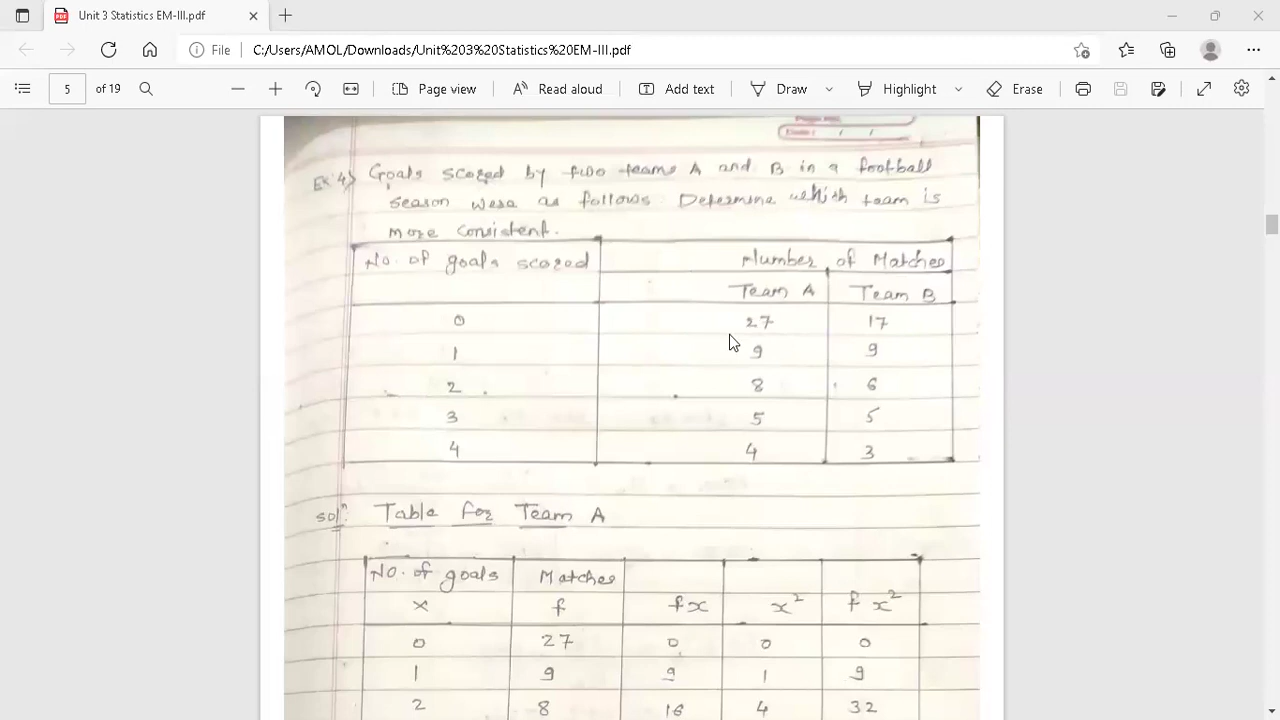 Unit 3 Statistics EM-III.pdf
File C:/Users/AMOL/Downloads/Unit%203%20Statistics%20EM-III.pdf
5 of 19 Page view Read aloud Add text Draw Highlight Erase
Ex 4) Goals scored by two teams A and B in a football
season were as follows. Determine which team is
more consistent.
No. of goals scored Number of Matches
Team A Team B
0 27 17
1 9 9
2 8 6
3 5 5
4 4 3
Solⁿ: Table for Team A
No. of goals Matches
x f fx x² f x²
0 27 0 0 0
1 9 9 1 9
2 8 16 4 32